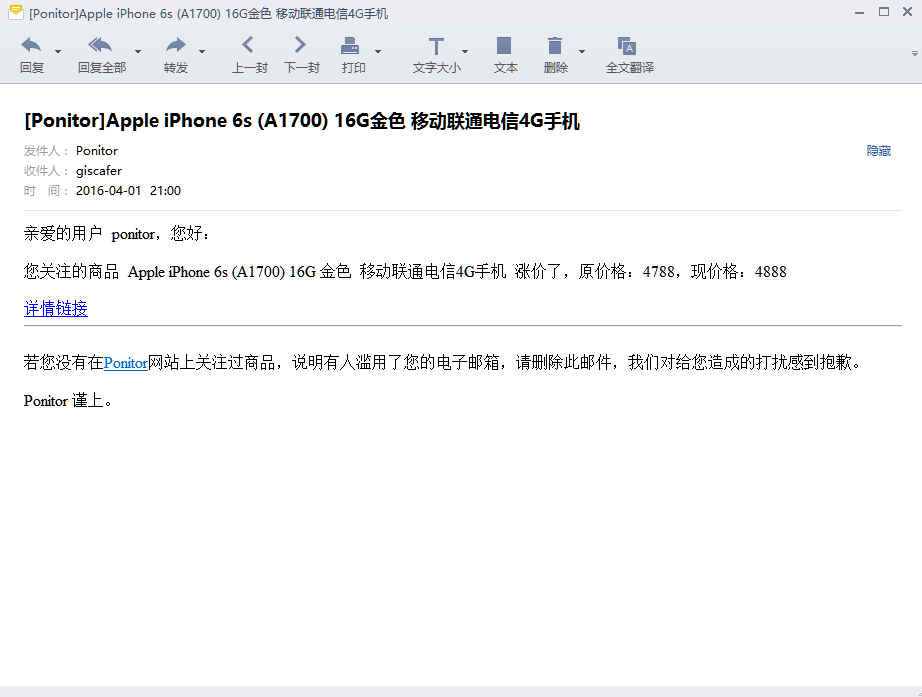 [Ponitor]Apple iPhone 6s (A1700) 16G金色 移动联通电信4G手机
回复 回复全部 转发 上一封 下一封 打印 文字大小 文本 删除 全文翻译
[Ponitor]Apple iPhone 6s (A1700) 16G金色 移动联通电信4G手机
发件人： Ponitor 隐藏
收件人： giscafer
时 间： 2016-04-01 21:00
亲爱的用户 ponitor，您好：
您关注的商品 Apple iPhone 6s (A1700) 16G 金色 移动联通电信4G手机 涨价了，原价格：4788，现价格：4888
详情链接
若您没有在Ponitor网站上关注过商品，说明有人滥用了您的电子邮箱，请删除此邮件，我们对给您造成的打扰感到抱歉。
Ponitor 谨上。